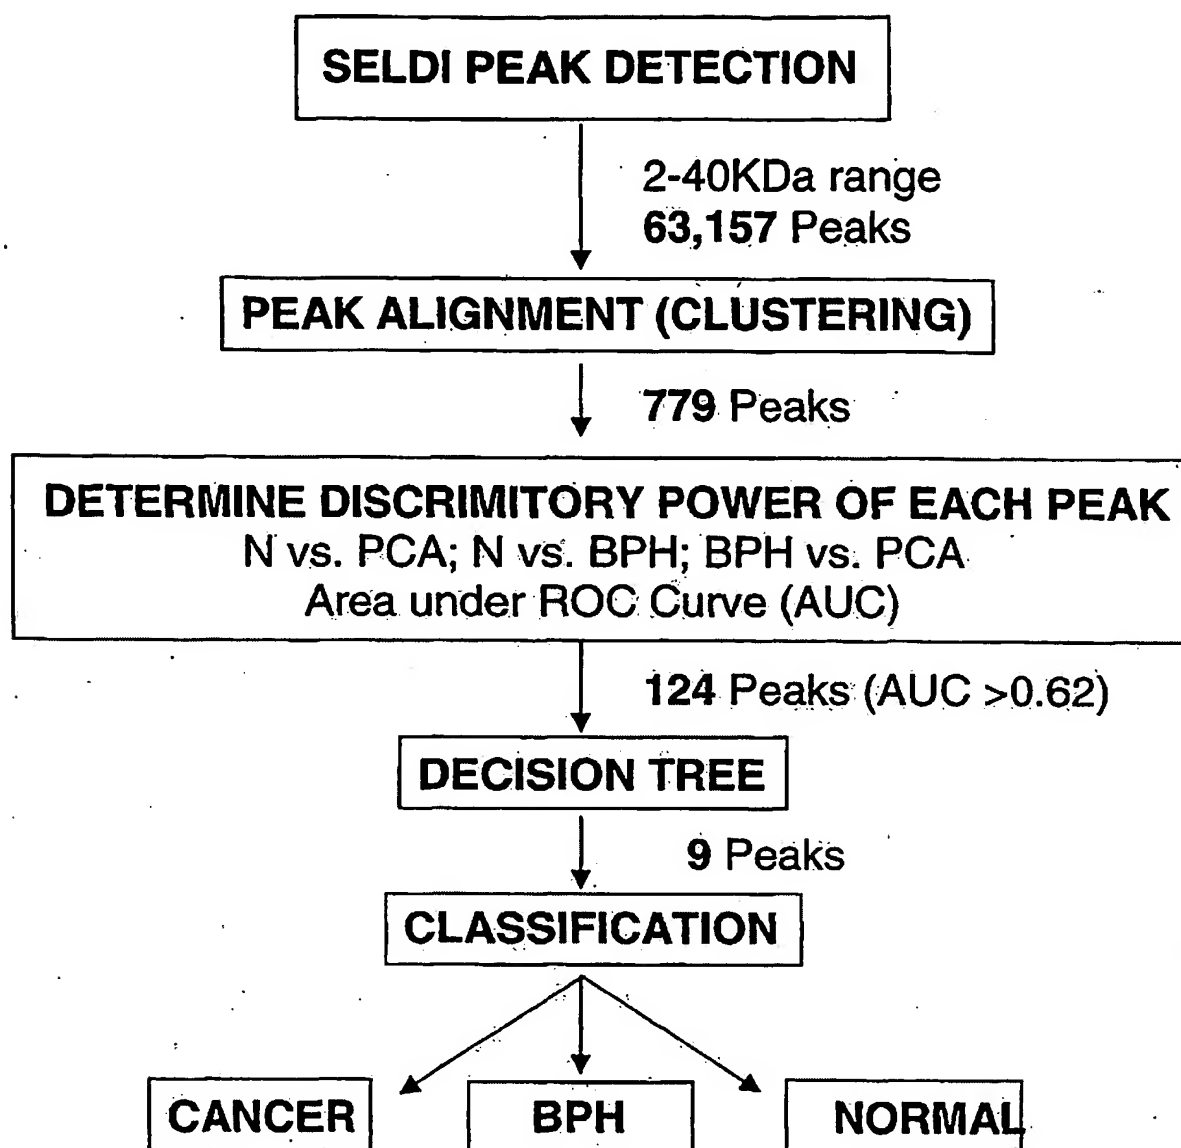 SELDI PEAK DETECTION
2-40KDa range
63,157 Peaks
PEAK ALIGNMENT (CLUSTERING)
779 Peaks
DETERMINE DISCRIMITORY POWER OF EACH PEAK
N vs. PCA; N vs. BPH; BPH vs. PCA
Area under ROC Curve (AUC)
124 Peaks (AUC >0.62)
DECISION TREE
9 Peaks
CLASSIFICATION
CANCER BPH NORMAL